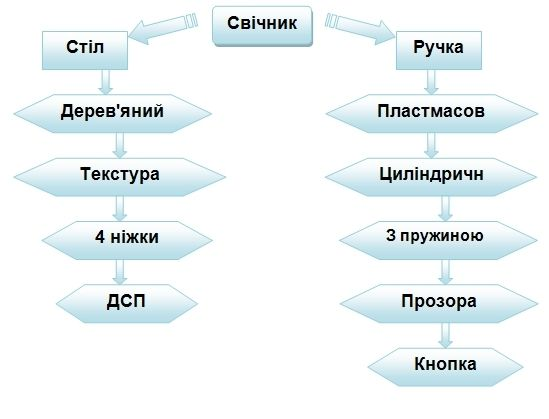 Свічник
Стіл
Ручка
Дерев'яний
Пластмасов
Текстура
Циліндричн
4 ніжки
З пружиною
ДСП
Прозора
Кнопка